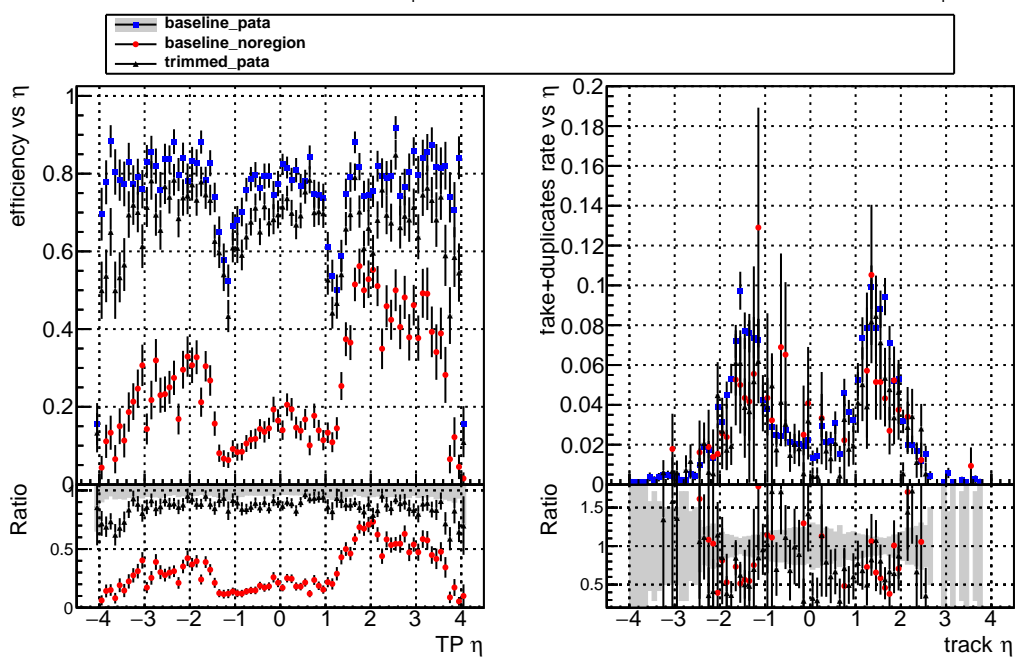 baseline_pata
baseline_noregion
trimmed_pata
efficiency vs η
1
0.8
0.6
0.4
0.2
0
Ratio
1
0.5
0
−4 −3 −2 −1 0 1 2 3 4
TP η
fake+duplicates rate vs η
0.2
0.18
0.16
0.14
0.12
0.1
0.08
0.06
0.04
0.02
0
Ratio
1.5
1
0.5
−4 −3 −2 −1 0 1 2 3 4
track η